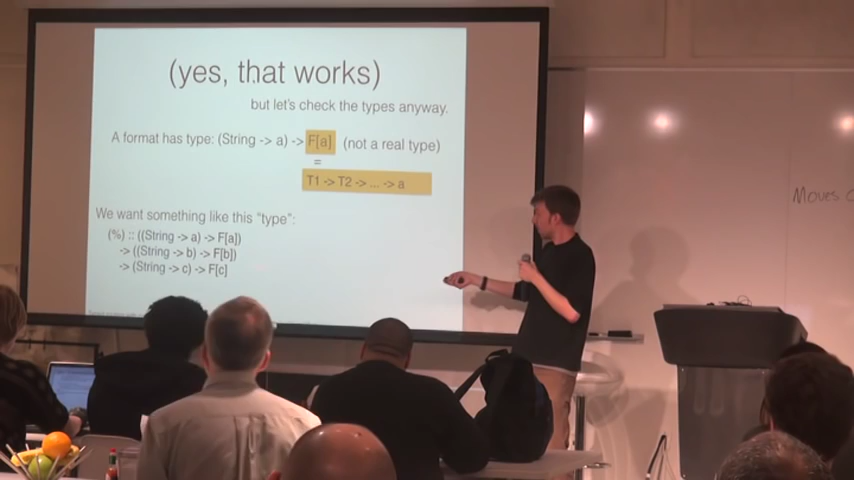 (yes, that works)
but let's check the types anyway.
A format has type: (String -> a) -> F[a] (not a real type)
=
T1 -> T2 -> ... -> a
We want something like this "type":
(%) :: ((String -> a) -> F[a])
-> ((String -> b) -> F[b])
-> (String -> c) -> F[c]
Moves